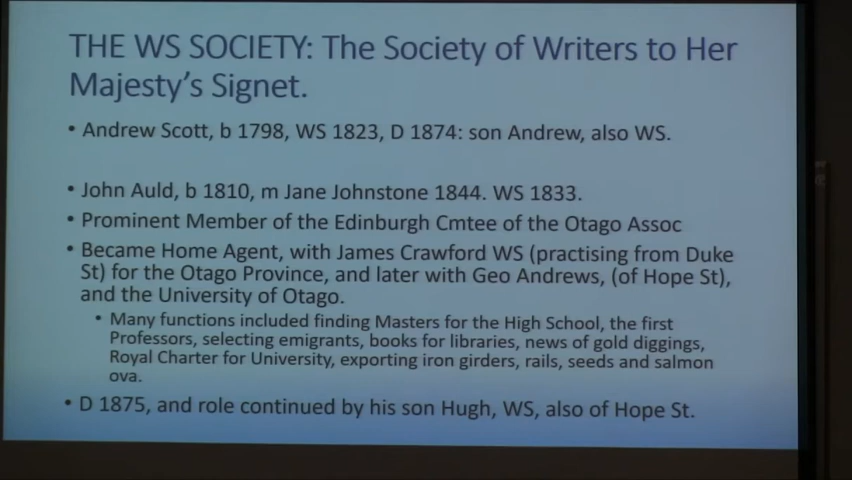 THE WS SOCIETY: The Society of Writers to Her
Majesty's Signet.
• Andrew Scott, b 1798, WS 1823, D 1874: son Andrew, also WS.
• John Auld, b 1810, m Jane Johnstone 1844. WS 1833.
• Prominent Member of the Edinburgh Cmtee of the Otago Assoc
• Became Home Agent, with James Crawford WS (practising from Duke
St) for the Otago Province, and later with Geo Andrews, (of Hope St),
and the University of Otago.
• Many functions included finding Masters for the High School, the first
Professors, selecting emigrants, books for libraries, news of gold diggings,
Royal Charter for University, exporting iron girders, rails, seeds and salmon
ova.
• D 1875, and role continued by his son Hugh, WS, also of Hope St.